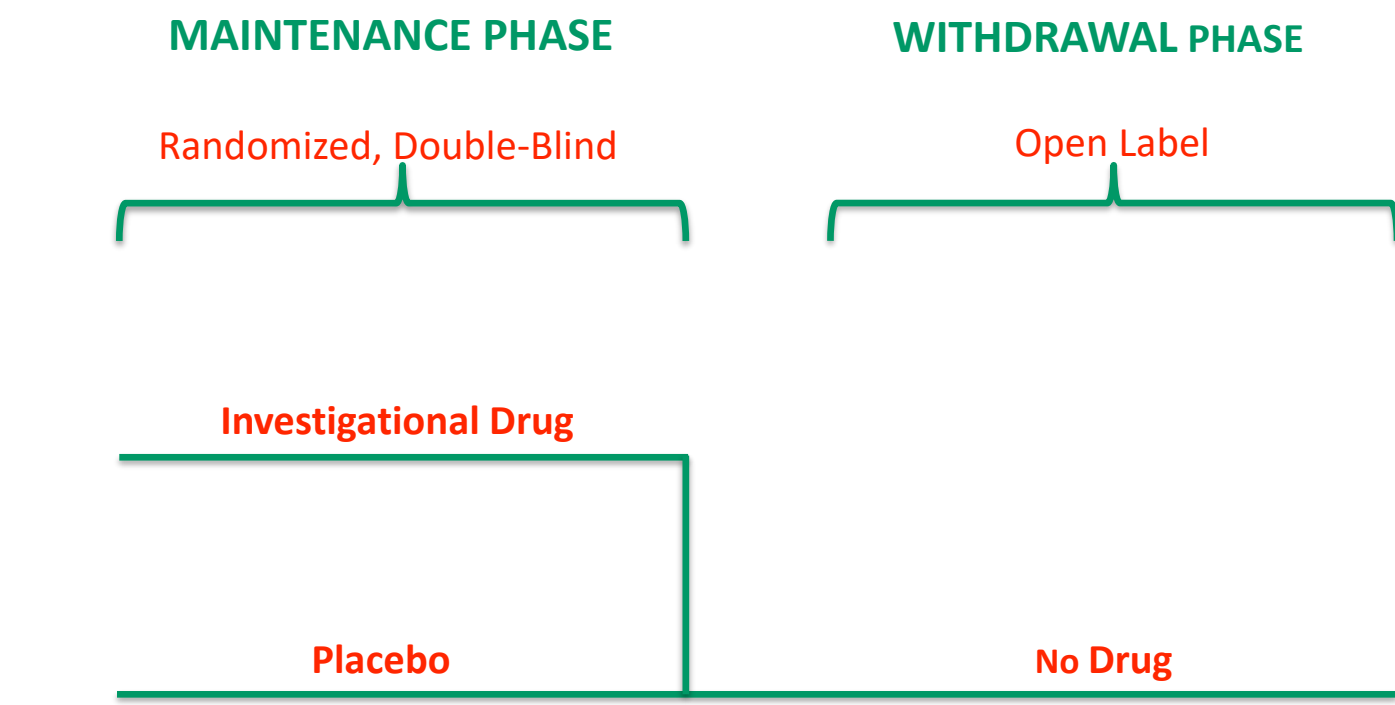 MAINTENANCE PHASE
WITHDRAWAL PHASE
Randomized, Double-Blind
Open Label
Investigational Drug
Placebo
No Drug